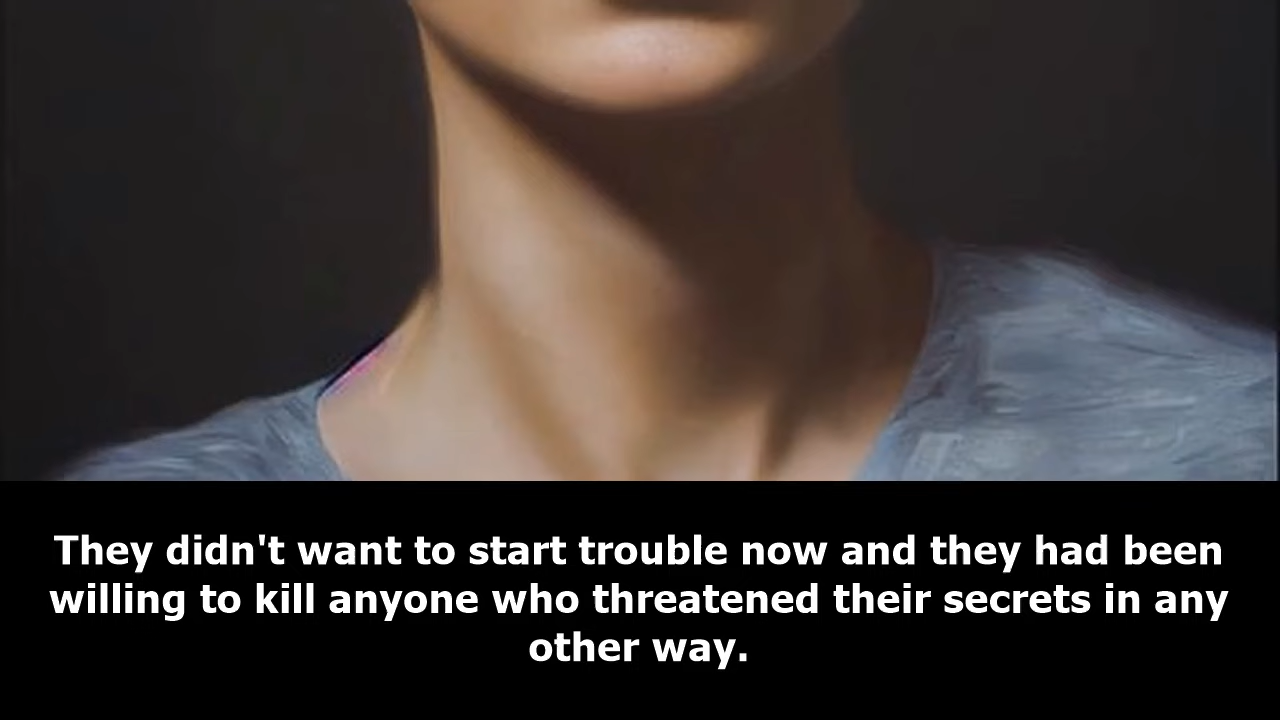 They didn't want to start trouble now and they had been
willing to kill anyone who threatened their secrets in any
other way.